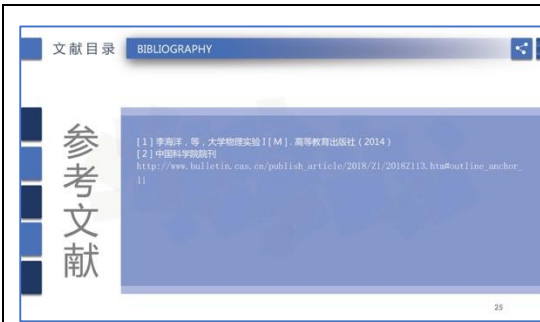 文献目录 BIBLIOGRAPHY
参考文献
[1]李海洋，等，大学物理实验I[M]．高等教育出版社（2014）
[2]中国科学院院刊
http://www.bulletin.cas.cn/publish_article/2018/Z1/2018Z113.htm#outline_anchor_
11
25